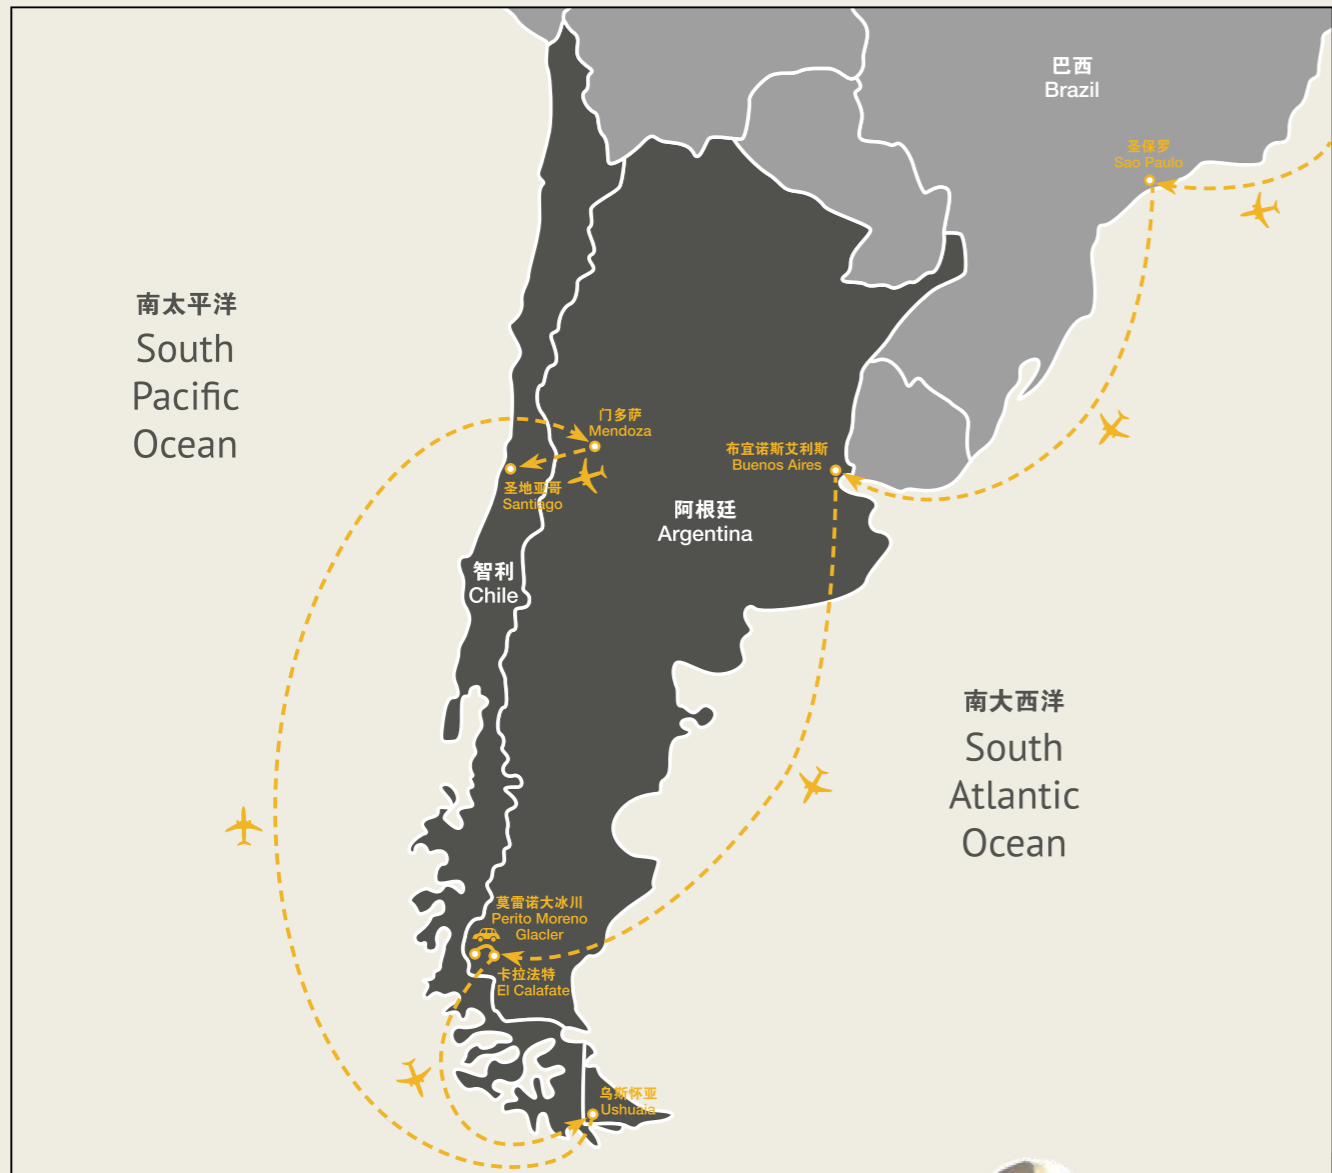 巴西
Brazil
圣保罗
Sao Paulo
南太平洋
South
Pacific
Ocean
门多萨
Mendoza
布宜诺斯艾利斯
Buenos Aires
圣地亚哥
Santiago
阿根廷
Argentina
智利
Chile
南大西洋
South
Atlantic
Ocean
莫雷诺大冰川
Perito Moreno
Glacler
卡拉法特
El Calafate
乌斯怀亚
Ushuaia